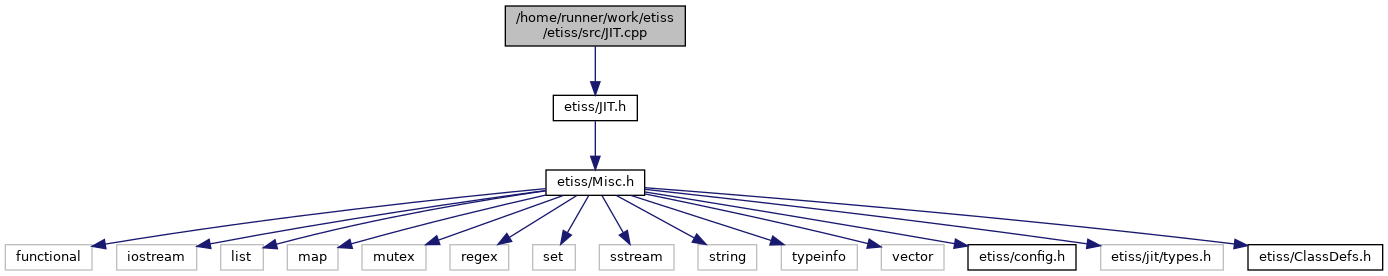 /home/runner/work/etiss
/etiss/src/JIT.cpp
etiss/JIT.h
etiss/Misc.h
functional
iostream
list
map
mutex
regex
set
sstream
string
typeinfo
vector
etiss/config.h
etiss/jit/types.h
etiss/ClassDefs.h